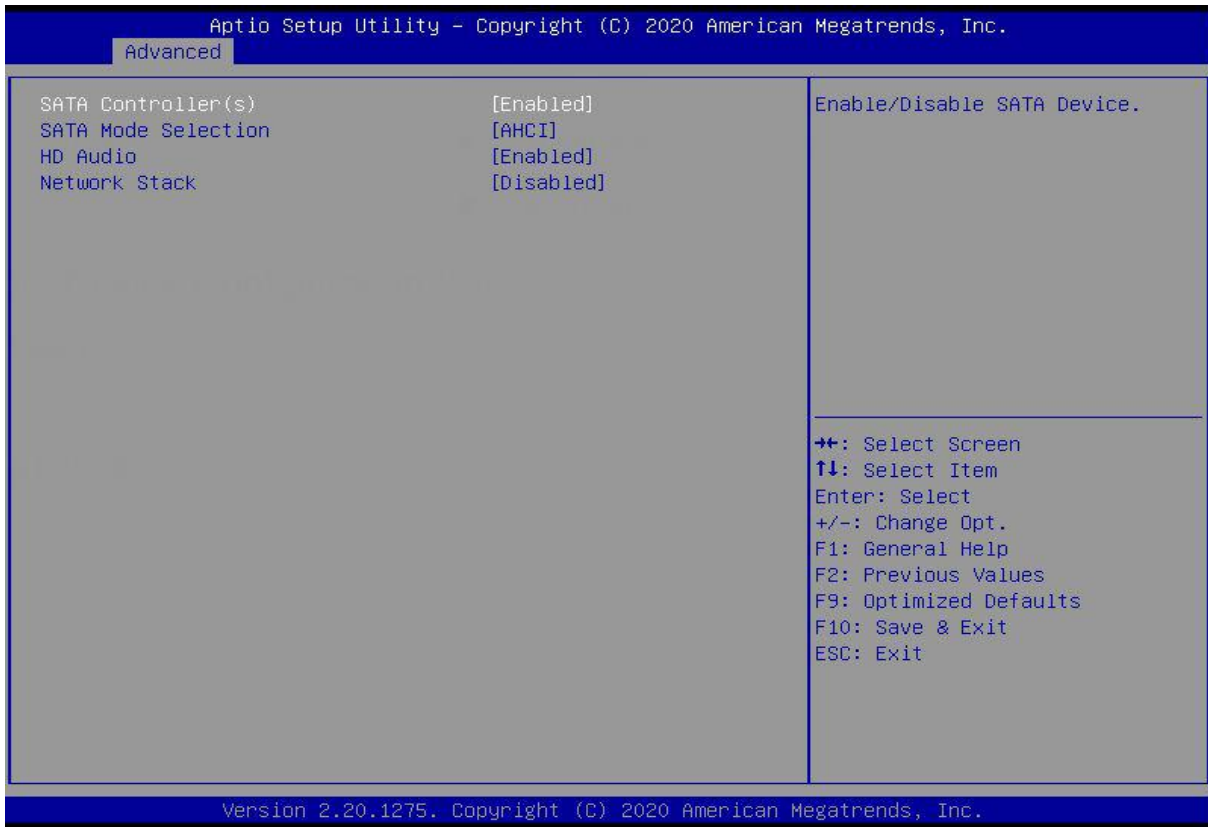 Aptio Setup Utility – Copyright (C) 2020 American Megatrends, Inc.
Advanced
SATA Controller(s) [Enabled]
SATA Mode Selection [AHCI]
HD Audio [Enabled]
Network Stack [Disabled]
Enable/Disable SATA Device.
→←: Select Screen
↑↓: Select Item
Enter: Select
+/-: Change Opt.
F1: General Help
F2: Previous Values
F9: Optimized Defaults
F10: Save & Exit
ESC: Exit
Version 2.20.1275. Copyright (C) 2020 American Megatrends, Inc.